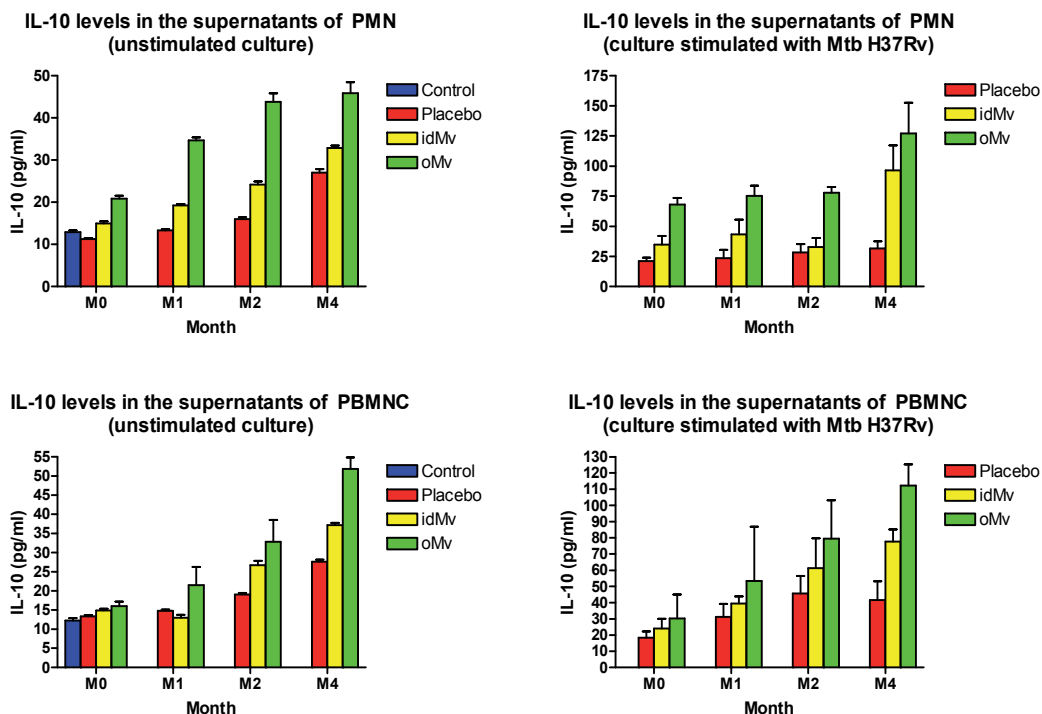 IL-10 levels in the supernatants of PMN
(unstimulated culture)
IL-10 (pg/ml)
50
40
30
20
10
0
M0 M1 M2 M4
Month
Control
Placebo
idMv
oMv
IL-10 levels in the supernatants of PMN
(culture stimulated with Mtb H37Rv)
IL-10 (pg/ml)
175
150
125
100
75
50
25
0
M0 M1 M2 M4
Month
Placebo
idMv
oMv
IL-10 levels in the supernatants of PBMNC
(unstimulated culture)
IL-10 (pg/ml)
55
50
45
40
35
30
25
20
15
10
5
0
M0 M1 M2 M4
Month
Control
Placebo
idMv
oMv
IL-10 levels in the supernatants of PBMNC
(culture stimulated with Mtb H37Rv)
IL-10 (pg/ml)
130
120
110
100
90
80
70
60
50
40
30
20
10
0
M0 M1 M2 M4
Month
Placebo
idMv
oMv